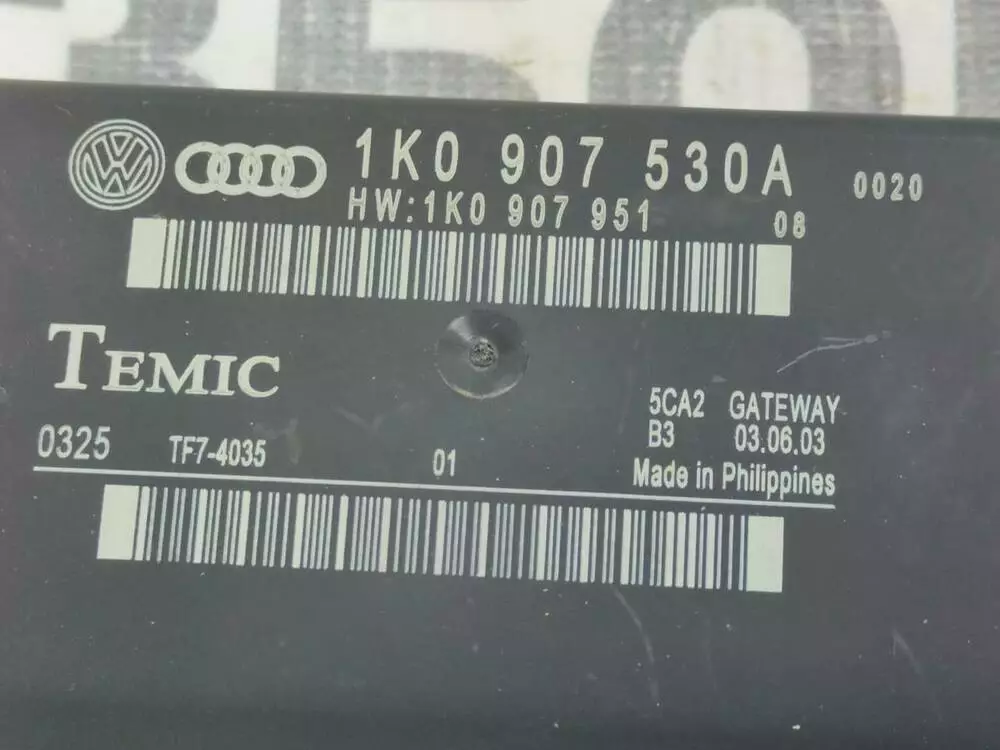 1K0 907 530A 0020
HW:1K0 907 951 08
TEMIC
5CA2 GATEWAY
B3 03.06.03
0325 TF7-4035 01
Made in Philippines